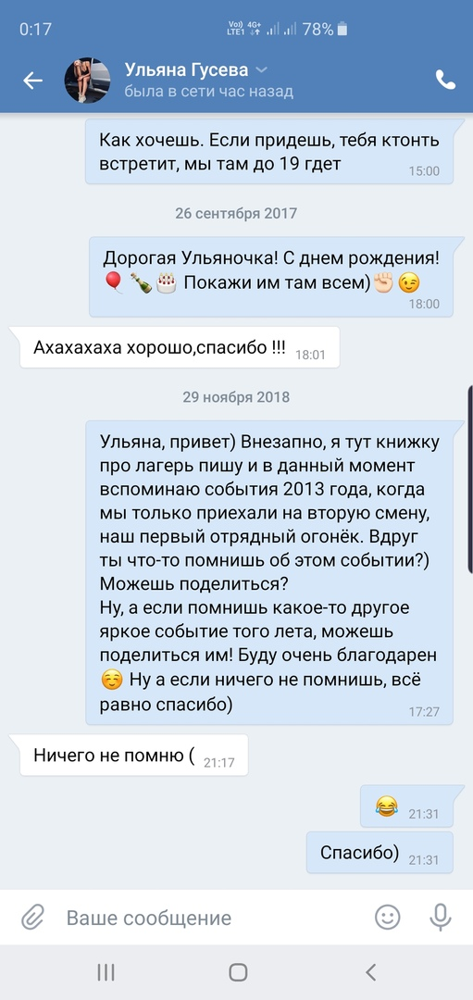 0:17
Vo)) 4G+
LTE1
78%
Ульяна Гусева
была в сети час назад
Как хочешь. Если придешь, тебя ктонть
встретит, мы там до 19 гдет
15:00
26 сентября 2017
Дорогая Ульяночка! С днем рождения!
🎈 🍾 🎂 Покажи им там всем)✊🏻 😉
18:00
Ахахахаха хорошо,спасибо !!!
18:01
29 ноября 2018
Ульяна, привет) Внезапно, я тут книжку
про лагерь пишу и в данный момент
вспоминаю события 2013 года, когда
мы только приехали на вторую смену,
наш первый отрядный огонёк. Вдруг
ты что-то помнишь об этом событии?)
Можешь поделиться?
Ну, а если помнишь какое-то другое
яркое событие того лета, можешь
поделиться им! Буду очень благодарен
☺️ Ну а если ничего не помнишь, всё
равно спасибо)
17:27
Ничего не помню (
21:17
😂
21:31
Спасибо)
21:31
Ваше сообщение